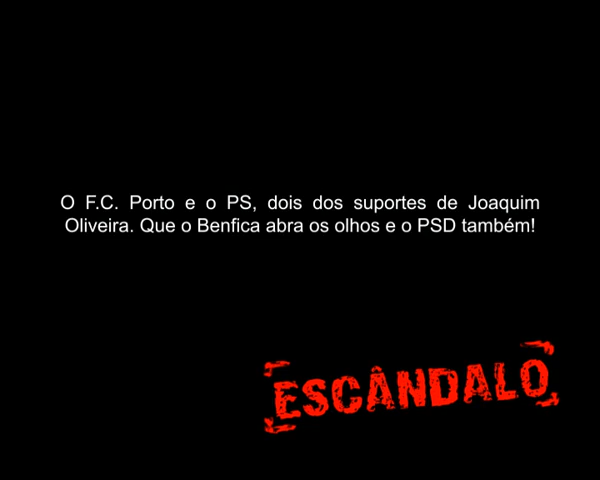 O F.C. Porto e o PS, dois dos suportes de Joaquim
Oliveira. Que o Benfica abra os olhos e o PSD também!
ESCÂNDALO